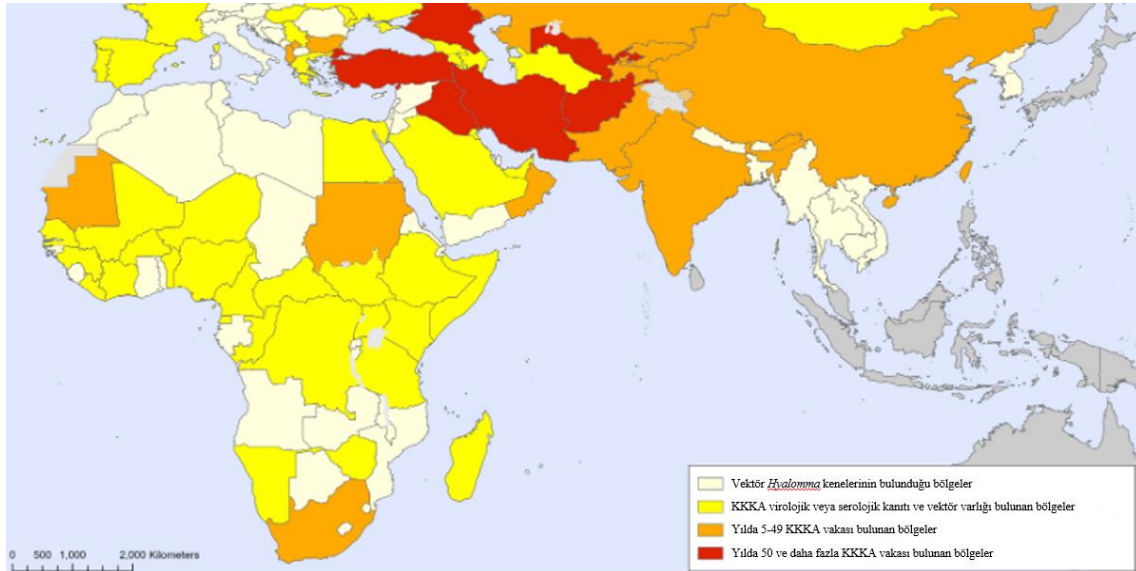 Vektör Hyalomma kenelerinin bulunduğu bölgeler
KKKA virolojik veya serolojik kanıtı ve vektör varlığı bulunan bölgeler
Yılda 5-49 KKKA vakası bulunan bölgeler
Yılda 50 ve daha fazla KKKA vakası bulunan bölgeler
0 500 1,000 2,000 Kilometers